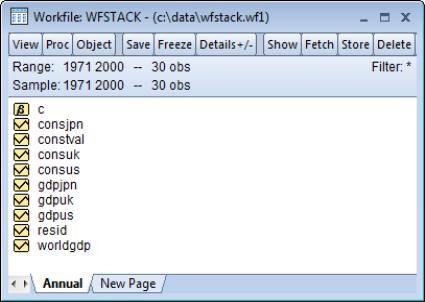 Workfile: WFSTACK - (c:\data\wfstack.wf1)
View Proc Object Save Freeze Details+/- Show Fetch Store Delete
Range: 1971 2000 -- 30 obs Filter: *
Sample: 1971 2000 -- 30 obs
β c
consjpn
constval
consuk
consus
gdpjpn
gdpuk
gdpus
resid
worldgdp
Annual New Page